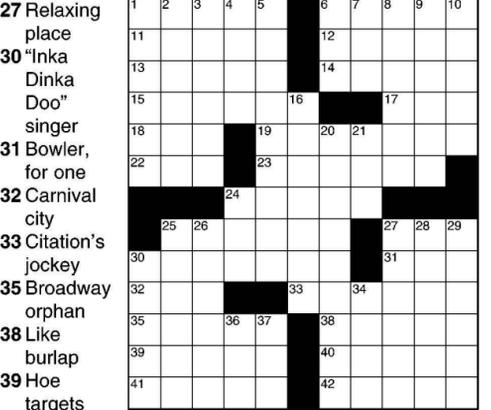 27 Relaxing
place
30 “Inka
Dinka
Doo”
singer
31 Bowler,
for one
32 Carnival
city
33 Citation’s
jockey
35 Broadway
orphan
38 Like
burlap
39 Hoe
targets
1 2 3 4 5 6 7 8 9 10
11 12
13 14
15 16 17
18 19 20 21
22 23
24
25 26 27 28 29
30 31
32 33 34
35 36 37 38
39 40
41 42